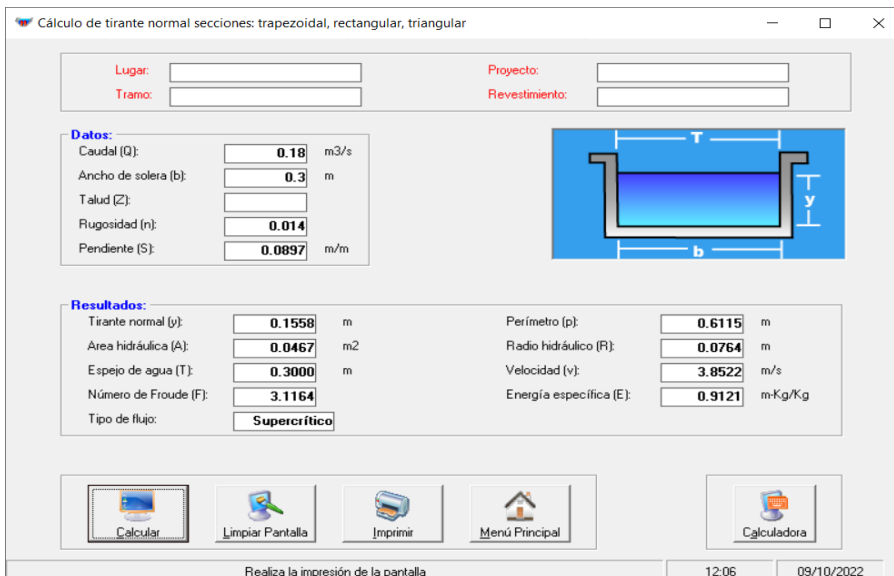 Cálculo de tirante normal secciones: trapezoidal, rectangular, triangular
Lugar: Proyecto:
Tramo: Revestimiento:
Datos:
Caudal (Q): 0.18 m3/s
Ancho de solera (b): 0.3 m
Talud (Z):
Rugosidad (n): 0.014
Pendiente (S): 0.0897 m/m
T
y
b
Resultados:
Tirante normal (y): 0.1558 m Perímetro (p): 0.6115 m
Area hidráulica (A): 0.0467 m2 Radio hidráulico (R): 0.0764 m
Espejo de agua (T): 0.3000 m Velocidad (v): 3.8522 m/s
Número de Froude (F): 3.1164 Energía específica (E): 0.9121 m-Kg/Kg
Tipo de flujo: Supercrítico
Calcular Limpiar Pantalla Imprimir Menú Principal Calculadora
Realiza la impresión de la pantalla 12:06 09/10/2022